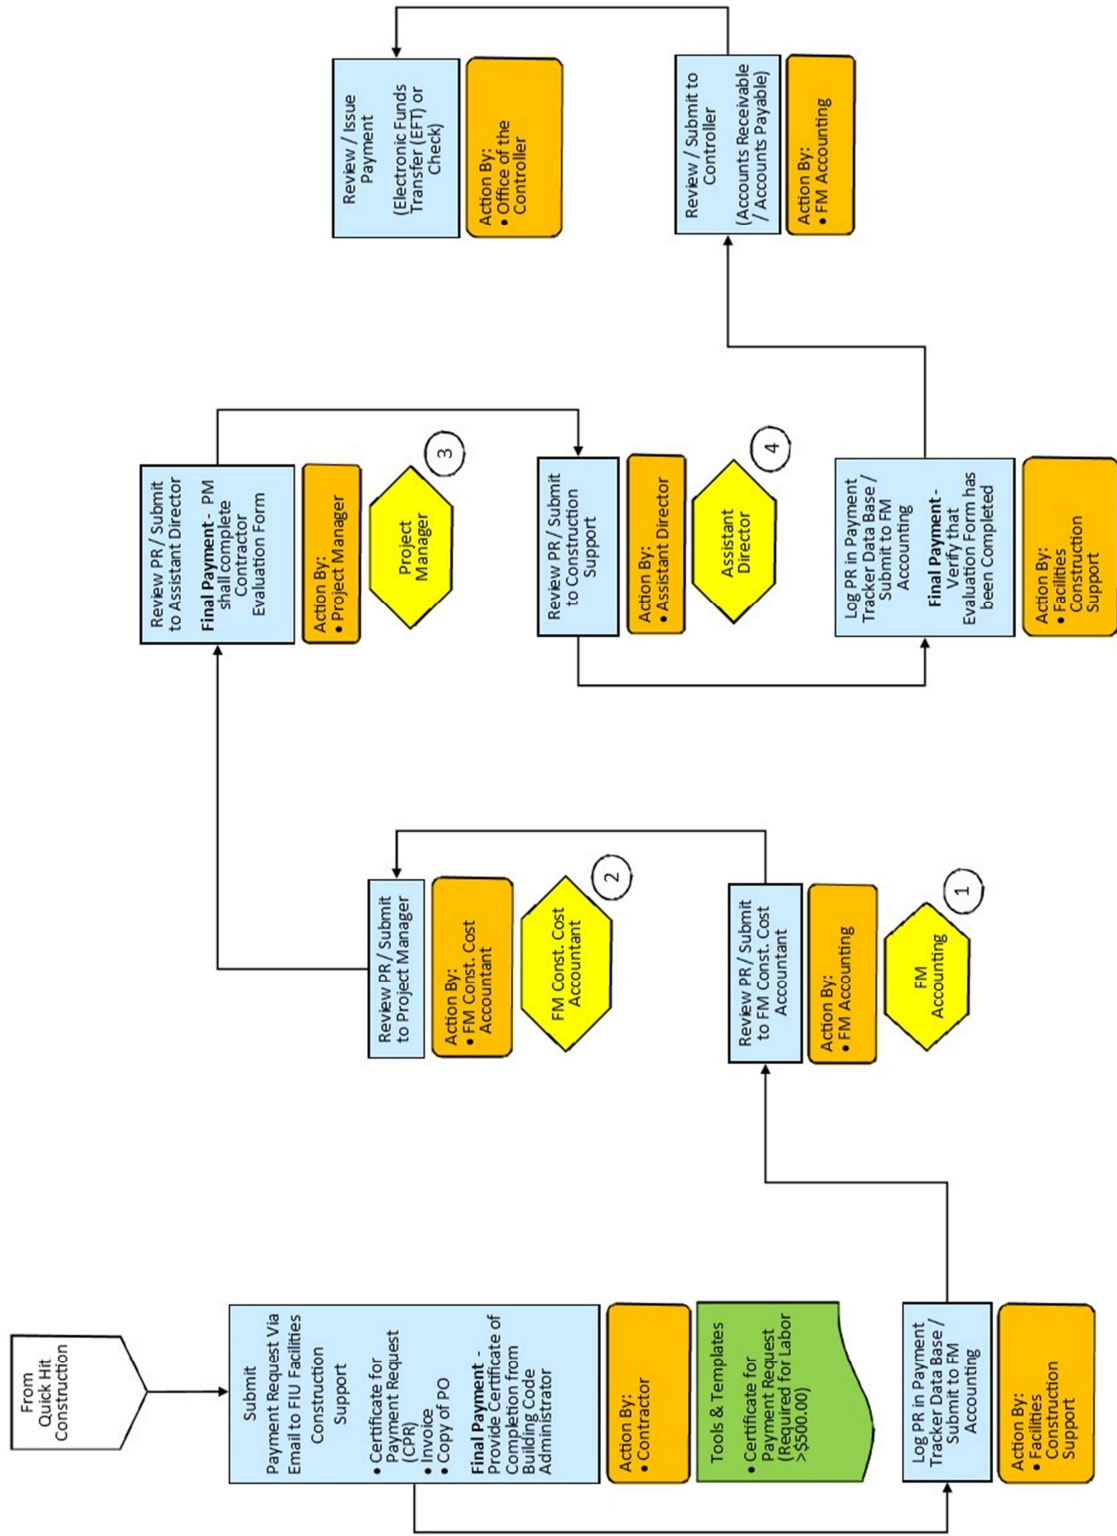 From
Quick Hit
Construction
Submit
Payment Request Via
Email to FIU Facilities
Construction
Support
• Certificate for
Payment Request
(CPR)
• Invoice
• Copy of PO
Final Payment -
Provide Certificate of
Completion from
Building Code
Administrator
Action By:
• Contractor
Tools & Templates
• Certificate for
Payment Request
(Required for Labor
>$500.00)
Log PR in Payment
Tracker Data Base /
Submit to FM
Accounting
Action By:
• Facilities
Construction
Support
Review PR / Submit
to FM Const. Cost
Accountant
Action By:
• FM Accounting
FM
Accounting
1
Review PR / Submit
to Project Manager
Action By:
• FM Const. Cost
Accountant
FM Const. Cost
Accountant
2
Review PR / Submit
to Assistant Director
Final Payment - PM
shall complete
Contractor
Evaluation Form
Action By:
• Project Manager
Project
Manager
3
Review PR / Submit
to Construction
Support
Action By:
• Assistant Director
Assistant
Director
4
Log PR in Payment
Tracker Data Base /
Submit to FM
Accounting
Final Payment -
Verify that
Evaluation Form has
been Completed
Action By:
• Facilities
Construction
Support
Review / Submit to
Controller
(Accounts Receivable
/ Accounts Payable)
Action By:
• FM Accounting
Review / Issue
Payment
(Electronic Funds
Transfer (EFT) or
Check)
Action By:
• Office of the
Controller